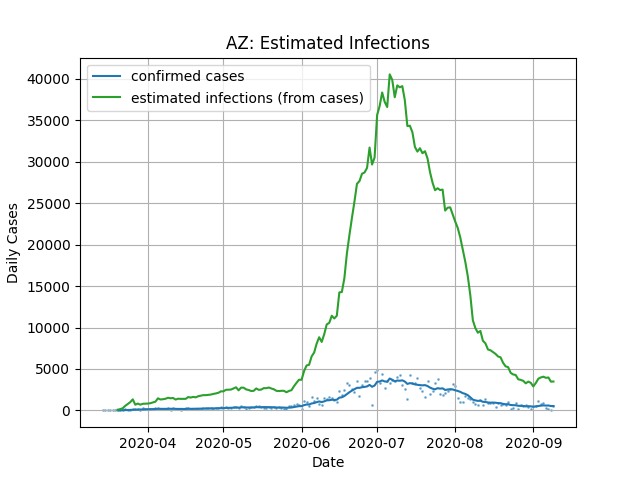 AZ: Estimated Infections
confirmed cases
estimated infections (from cases)
40000
35000
30000
25000
20000
15000
10000
5000
0
Daily Cases
2020-04 2020-05 2020-06 2020-07 2020-08 2020-09
Date